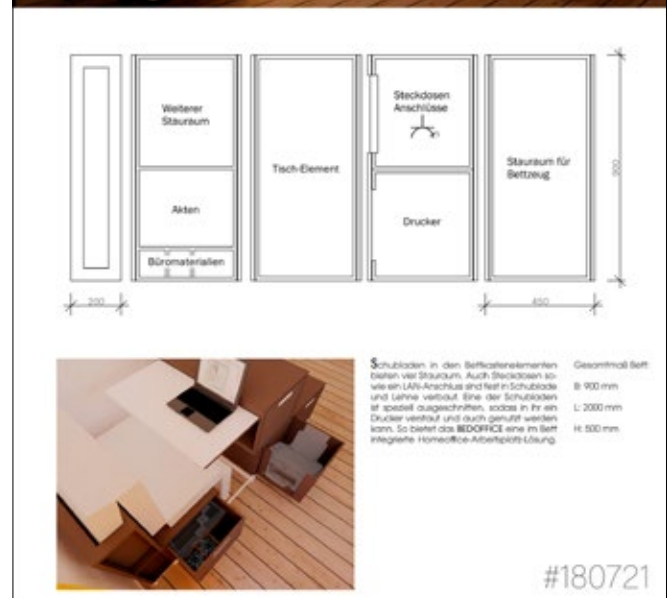 Weiterer
Stauraum
Akten
Büromaterialien
Tisch-Element
Steckdosen
Anschlüsse
Drucker
Stauraum für
Bettzeug
900
200
450
Schubladen in den Bettkastenelementen
bieten viel Stauraum. Auch Steckdosen so-
wie ein LAN-Anschluss sind fest in Schublade
und Lehne verbaut. Eine der Schubladen
ist speziell ausgeschnitten, sodass in ihr ein
Drucker verstaut und auch genutzt werden
kann. So bietet das BEDOFFICE eine im Bett
integrierte Homeoffice-Arbeitsplatz-Lösung.
Gesamtmaß Bett:
B: 900 mm
L: 2000 mm
H: 500 mm
#180721